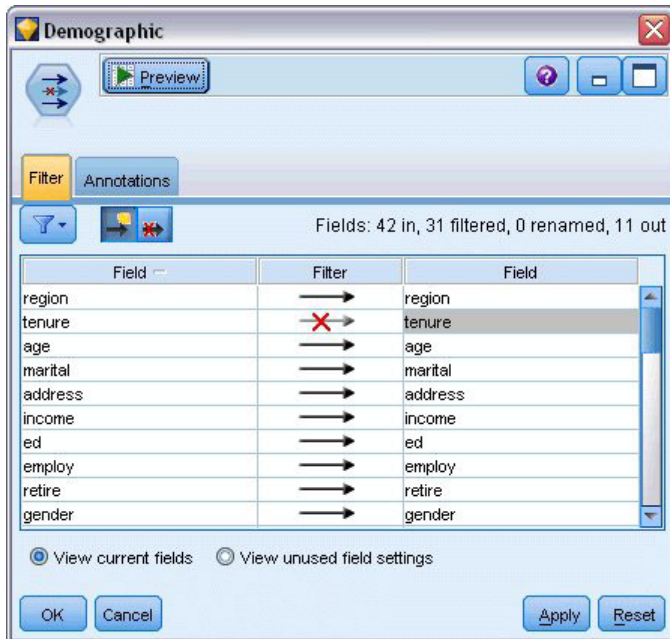 Demographic
Preview
Filter Annotations
Fields: 42 in, 31 filtered, 0 renamed, 11 out
Field Filter Field
region region
tenure tenure
age age
marital marital
address address
income income
ed ed
employ employ
retire retire
gender gender
View current fields View unused field settings
OK Cancel Apply Reset